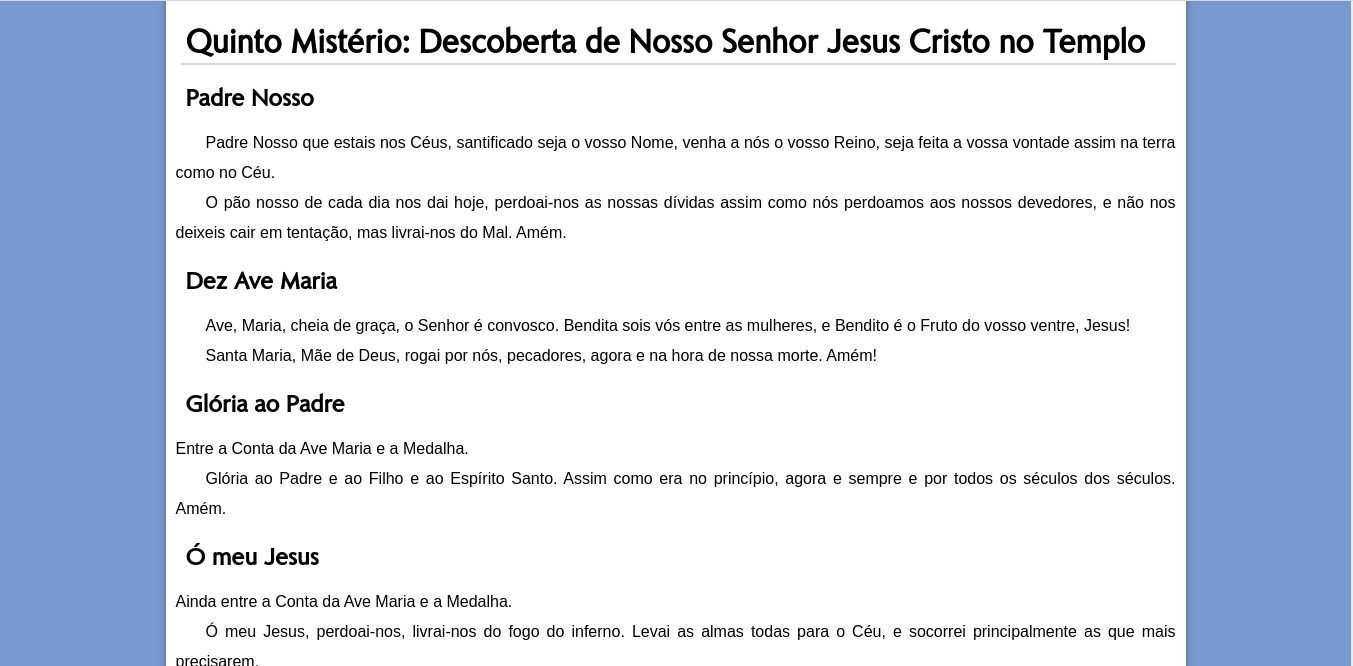 Quinto Mistério: Descoberta de Nosso Senhor Jesus Cristo no Templo
Padre Nosso
Padre Nosso que estais nos Céus, santificado seja o vosso Nome, venha a nós o vosso Reino, seja feita a vossa vontade assim na terra
como no Céu.
O pão nosso de cada dia nos dai hoje, perdoai-nos as nossas dívidas assim como nós perdoamos aos nossos devedores, e não nos
deixeis cair em tentação, mas livrai-nos do Mal. Amém.
Dez Ave Maria
Ave, Maria, cheia de graça, o Senhor é convosco. Bendita sois vós entre as mulheres, e Bendito é o Fruto do vosso ventre, Jesus!
Santa Maria, Mãe de Deus, rogai por nós, pecadores, agora e na hora de nossa morte. Amém!
Glória ao Padre
Entre a Conta da Ave Maria e a Medalha.
Glória ao Padre e ao Filho e ao Espírito Santo. Assim como era no princípio, agora e sempre e por todos os séculos dos séculos.
Amém.
Ó meu Jesus
Ainda entre a Conta da Ave Maria e a Medalha.
Ó meu Jesus, perdoai-nos, livrai-nos do fogo do inferno. Levai as almas todas para o Céu, e socorrei principalmente as que mais
precisarem.